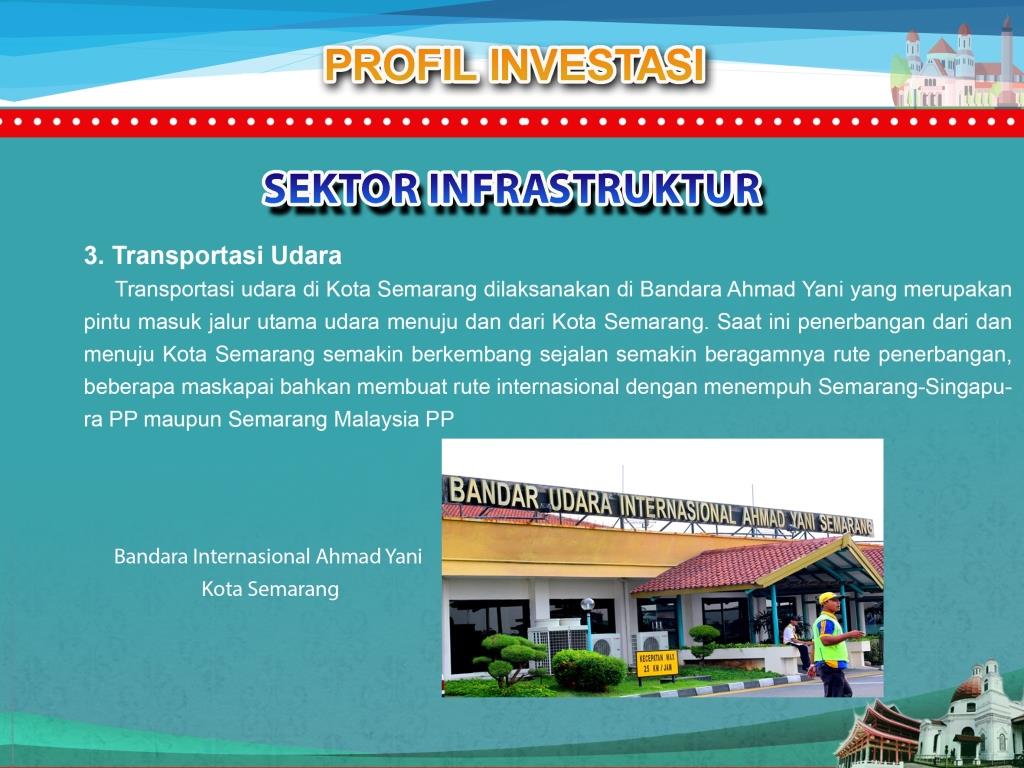 PROFIL INVESTASI
SEKTOR INFRASTRUKTUR
3. Transportasi Udara
Transportasi udara di Kota Semarang dilaksanakan di Bandara Ahmad Yani yang merupakan
pintu masuk jalur utama udara menuju dan dari Kota Semarang. Saat ini penerbangan dari dan
menuju Kota Semarang semakin berkembang sejalan semakin beragamnya rute penerbangan,
beberapa maskapai bahkan membuat rute internasional dengan menempuh Semarang-Singapu-
ra PP maupun Semarang Malaysia PP
BANDAR UDARA INTERNASIONAL AHMAD YANI SEMARANG
Bandara Internasional Ahmad Yani
Kota Semarang
KECEPATAN MAX
25 KM / JAM